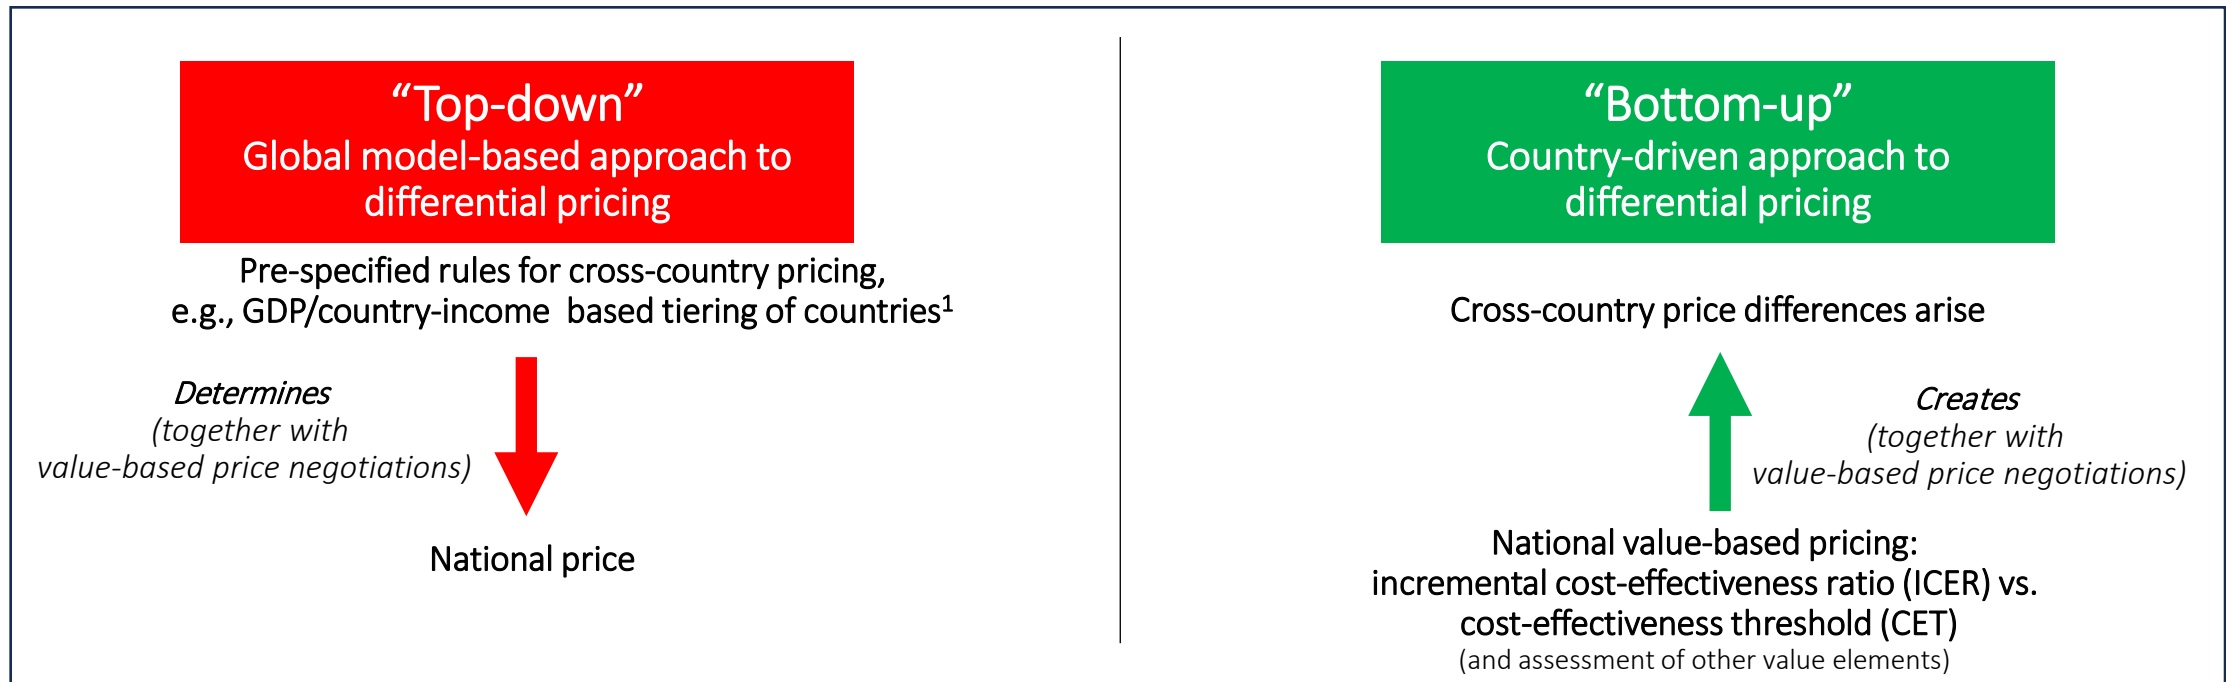 “Top-down”
Global model-based approach to
differential pricing
Pre-specified rules for cross-country pricing,
e.g., GDP/country-income based tiering of countries¹
Determines
(together with
value-based price negotiations)
National price
“Bottom-up”
Country-driven approach to
differential pricing
Cross-country price differences arise
Creates
(together with
value-based price negotiations)
National value-based pricing:
incremental cost-effectiveness ratio (ICER) vs.
cost-effectiveness threshold (CET)
(and assessment of other value elements)